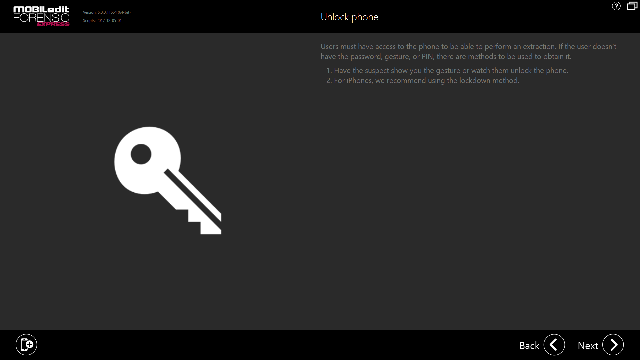 MOBILedit
FORENSIC
EXPRESS
Unlock phone
Users must have access to the phone to be able to perform an extraction. If the user doesn't
have the password, gesture, or PIN, there are methods to be used to obtain it.
1. Have the suspect show you the gesture or watch them unlock the phone.
2. For iPhones, we recommend using the lockdown method.
Back
Next